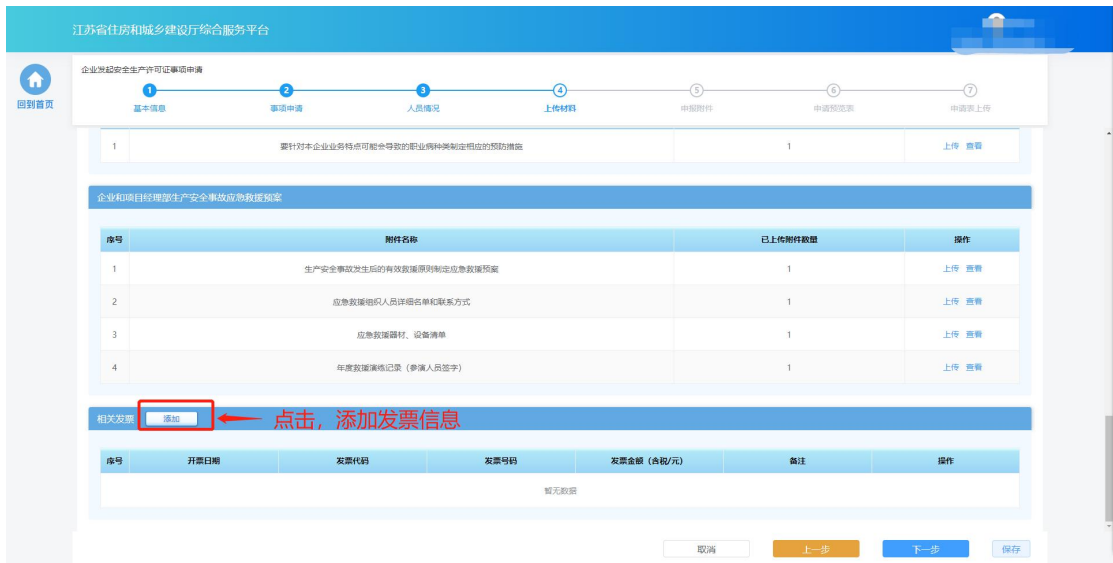 江苏省住房和城乡建设厅综合服务平台
回到首页
企业发起安全生产许可证事项申请
1 2 3 4 5 6 7
基本信息 事项申请 人员情况 上传材料 申报附件 申请预览表 申请表上传
1 要针对本企业业务特点可能会导致的职业病种类制定相应的预防措施 1 上传 查看
企业和项目经理部生产安全事故应急救援预案
序号 附件名称 已上传附件数量 操作
1 生产安全事故发生后的有效救援原则制定应急救援预案 1 上传 查看
2 应急救援组织人员详细名单和联系方式 1 上传 查看
3 应急救援器材、设备清单 1 上传 查看
4 年度救援演练记录（参演人员签字） 1 上传 查看
相关发票 添加 点击，添加发票信息
序号 开票日期 发票代码 发票号码 发票金额（含税/元） 备注 操作
暂无数据
取消 上一步 下一步 保存